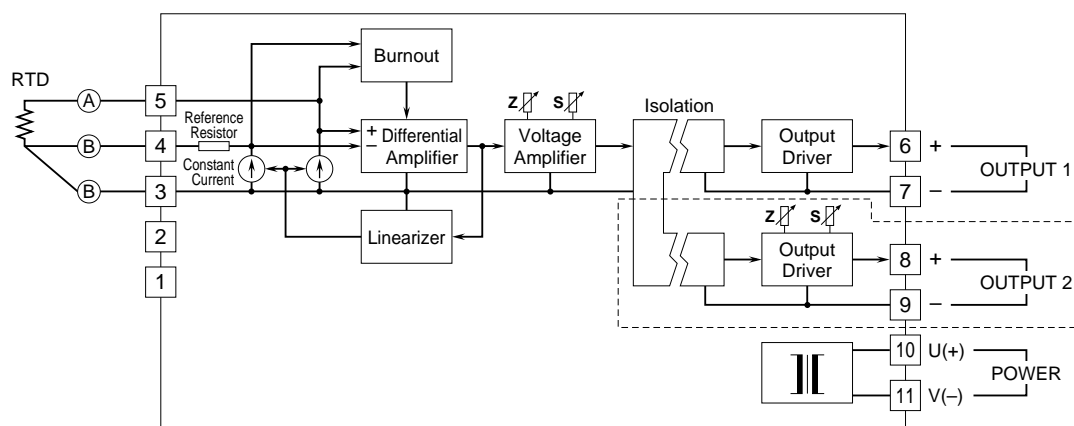 RTD
A
B
B
5
4
3
2
1
Reference
Resistor
Constant
Current
Burnout
+
–
Differential
Amplifier
Linearizer
Z
S
Voltage
Amplifier
Isolation
Output
Driver
6
+
7
–
OUTPUT 1
Z
S
Output
Driver
8
+
9
–
OUTPUT 2
10
U(+)
11
V(–)
POWER